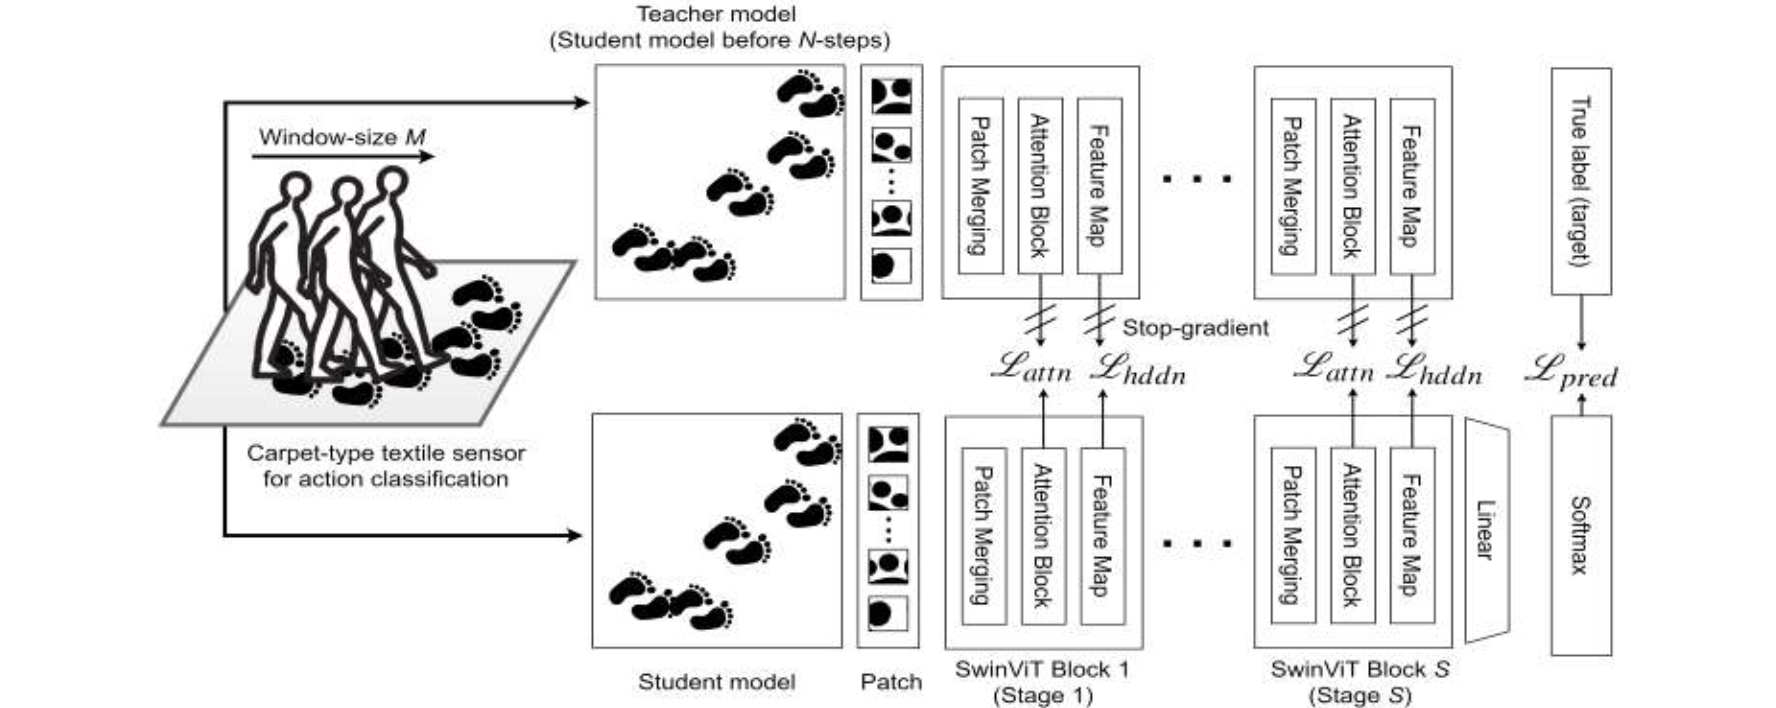 Teacher model
(Student model before N-steps)
Window-size M
Patch Merging
Attention Block
Feature Map
Patch Merging
Attention Block
Feature Map
True label (target)
Stop-gradient
ℒattn ℒhddn
ℒattn ℒhddn
ℒpred
Carpet-type textile sensor
for action classification
Patch Merging
Attention Block
Feature Map
Patch Merging
Attention Block
Feature Map
Linear
Softmax
Student model
Patch
SwinViT Block 1
(Stage 1)
SwinViT Block S
(Stage S)